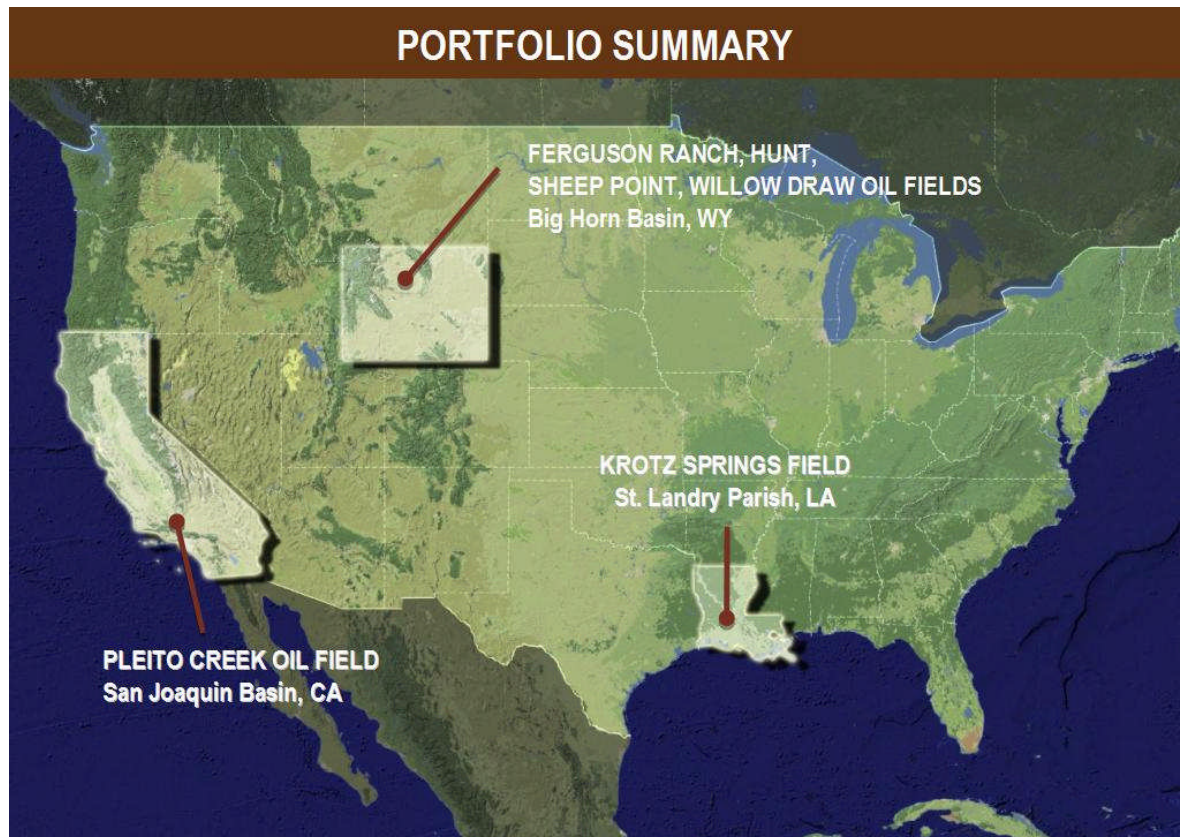 PORTFOLIO SUMMARY
FERGUSON RANCH, HUNT,
SHEEP POINT, WILLOW DRAW OIL FIELDS
Big Horn Basin, WY
KROTZ SPRINGS FIELD
St. Landry Parish, LA
PLEITO CREEK OIL FIELD
San Joaquin Basin, CA